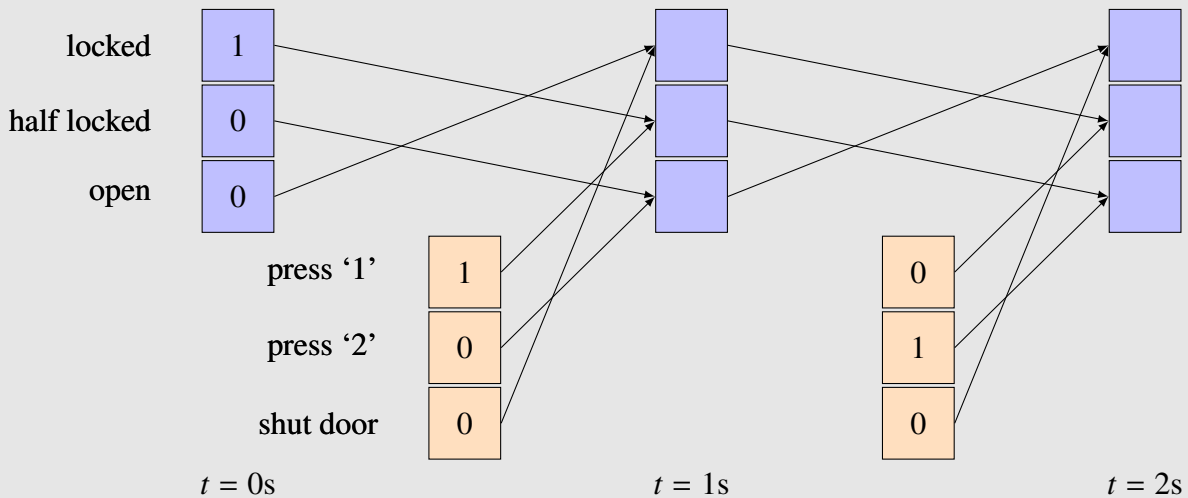 locked 1
half locked 0
open 0
press ‘1’ 1 0
press ‘2’ 0 1
shut door 0 0
t = 0s t = 1s t = 2s